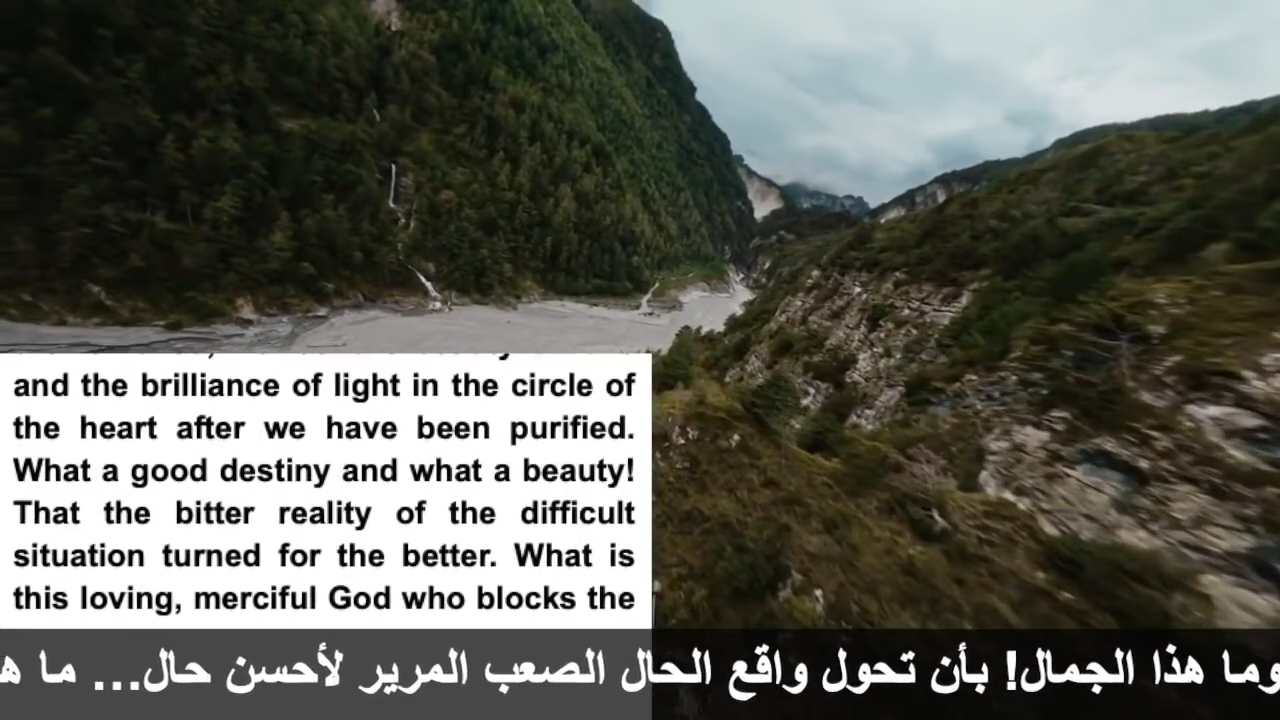 and the brilliance of light in the circle of
the heart after we have been purified.
What a good destiny and what a beauty!
That the bitter reality of the difficult
situation turned for the better. What is
this loving, merciful God who blocks the
وما هذا الجمال! بأن تحول واقع الحال الصعب المرير لأحسن حال... ما